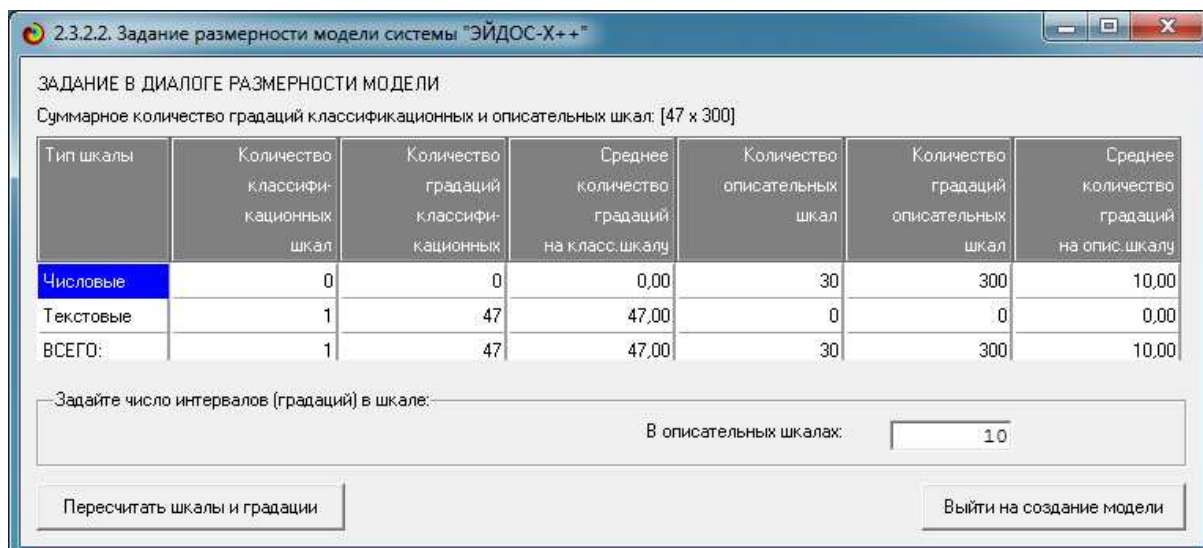 2.3.2.2. Задание размерности модели системы "ЭЙДОС-X++"
ЗАДАНИЕ В ДИАЛОГЕ РАЗМЕРНОСТИ МОДЕЛИ
Суммарное количество градаций классификационных и описательных шкал: [47 x 300]
Тип шкалы Количество Количество Среднее Количество Количество Среднее
классифи- градаций количество описательных градаций количество
кационных классифи- градаций шкал описательных градаций
шкал кационных на класс.шкалу шкал на опис.шкалу
Числовые 0 0 0,00 30 300 10,00
Текстовые 1 47 47,00 0 0 0,00
ВСЕГО: 1 47 47,00 30 300 10,00
Задайте число интервалов (градаций) в шкале:
В описательных шкалах: 10
Пересчитать шкалы и градации Выйти на создание модели